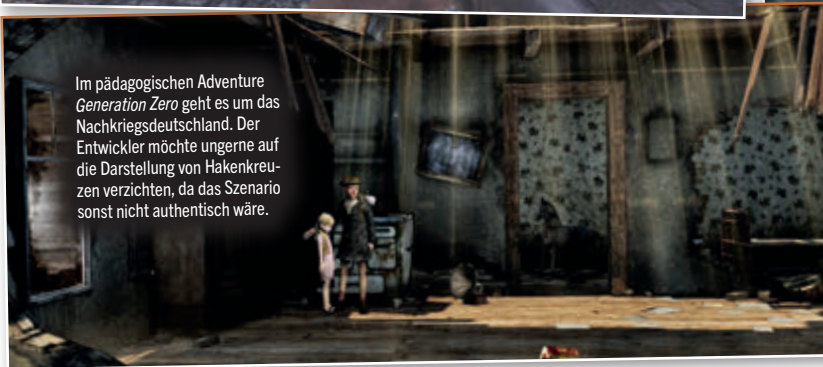 Im pädagogischen Adventure
Generation Zero geht es um das
Nachkriegsdeutschland. Der
Entwickler möchte ungerne auf
die Darstellung von Hakenkreu-
zen verzichten, da das Szenario
sonst nicht authentisch wäre.